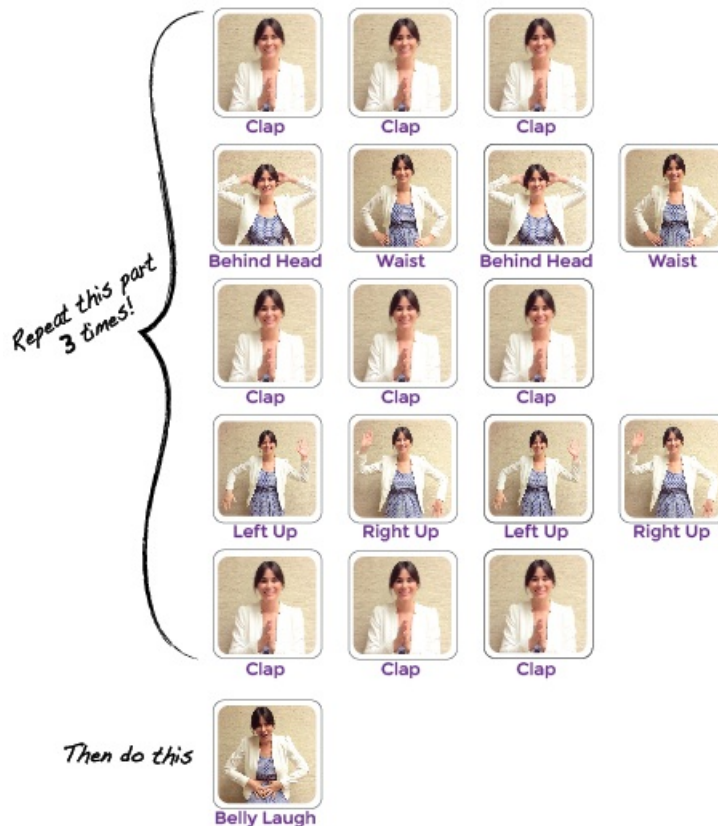 Clap Clap Clap
Behind Head Waist Behind Head Waist
Repeat this part
3 times!
Clap Clap Clap
Left Up Right Up Left Up Right Up
Clap Clap Clap
Then do this
Belly Laugh